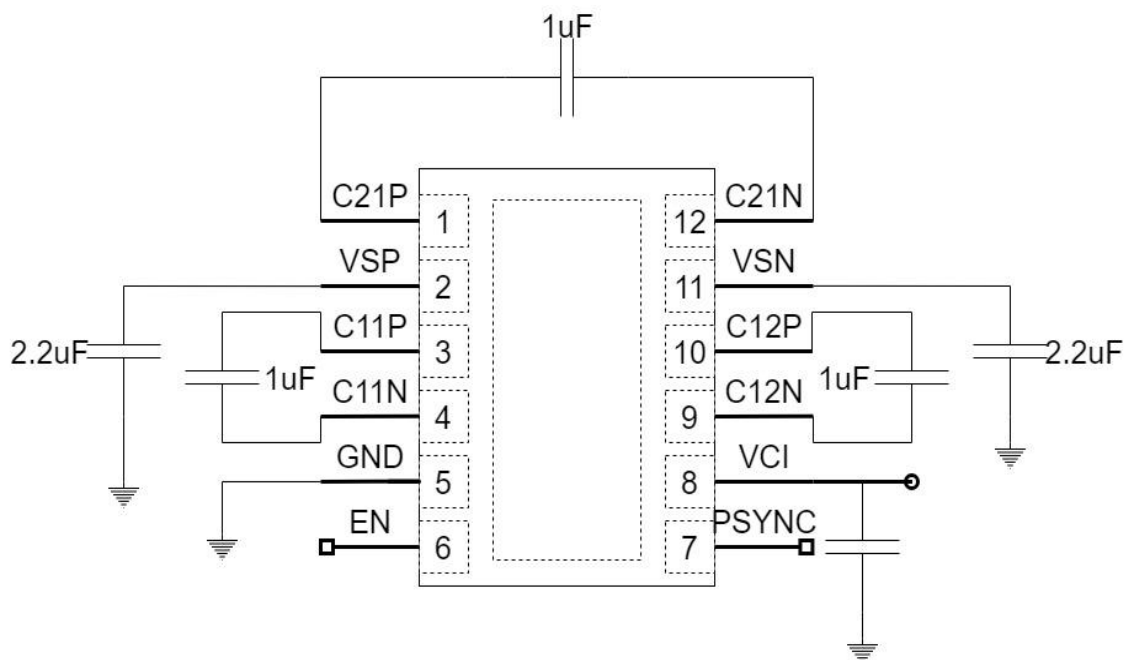 1uF
C21P
1
12
C21N
VSP
2
11
VSN
C11P
3
10
C12P
2.2uF
1uF
1uF
2.2uF
C11N
4
9
C12N
GND
5
8
VCI
EN
6
7
PSYNC